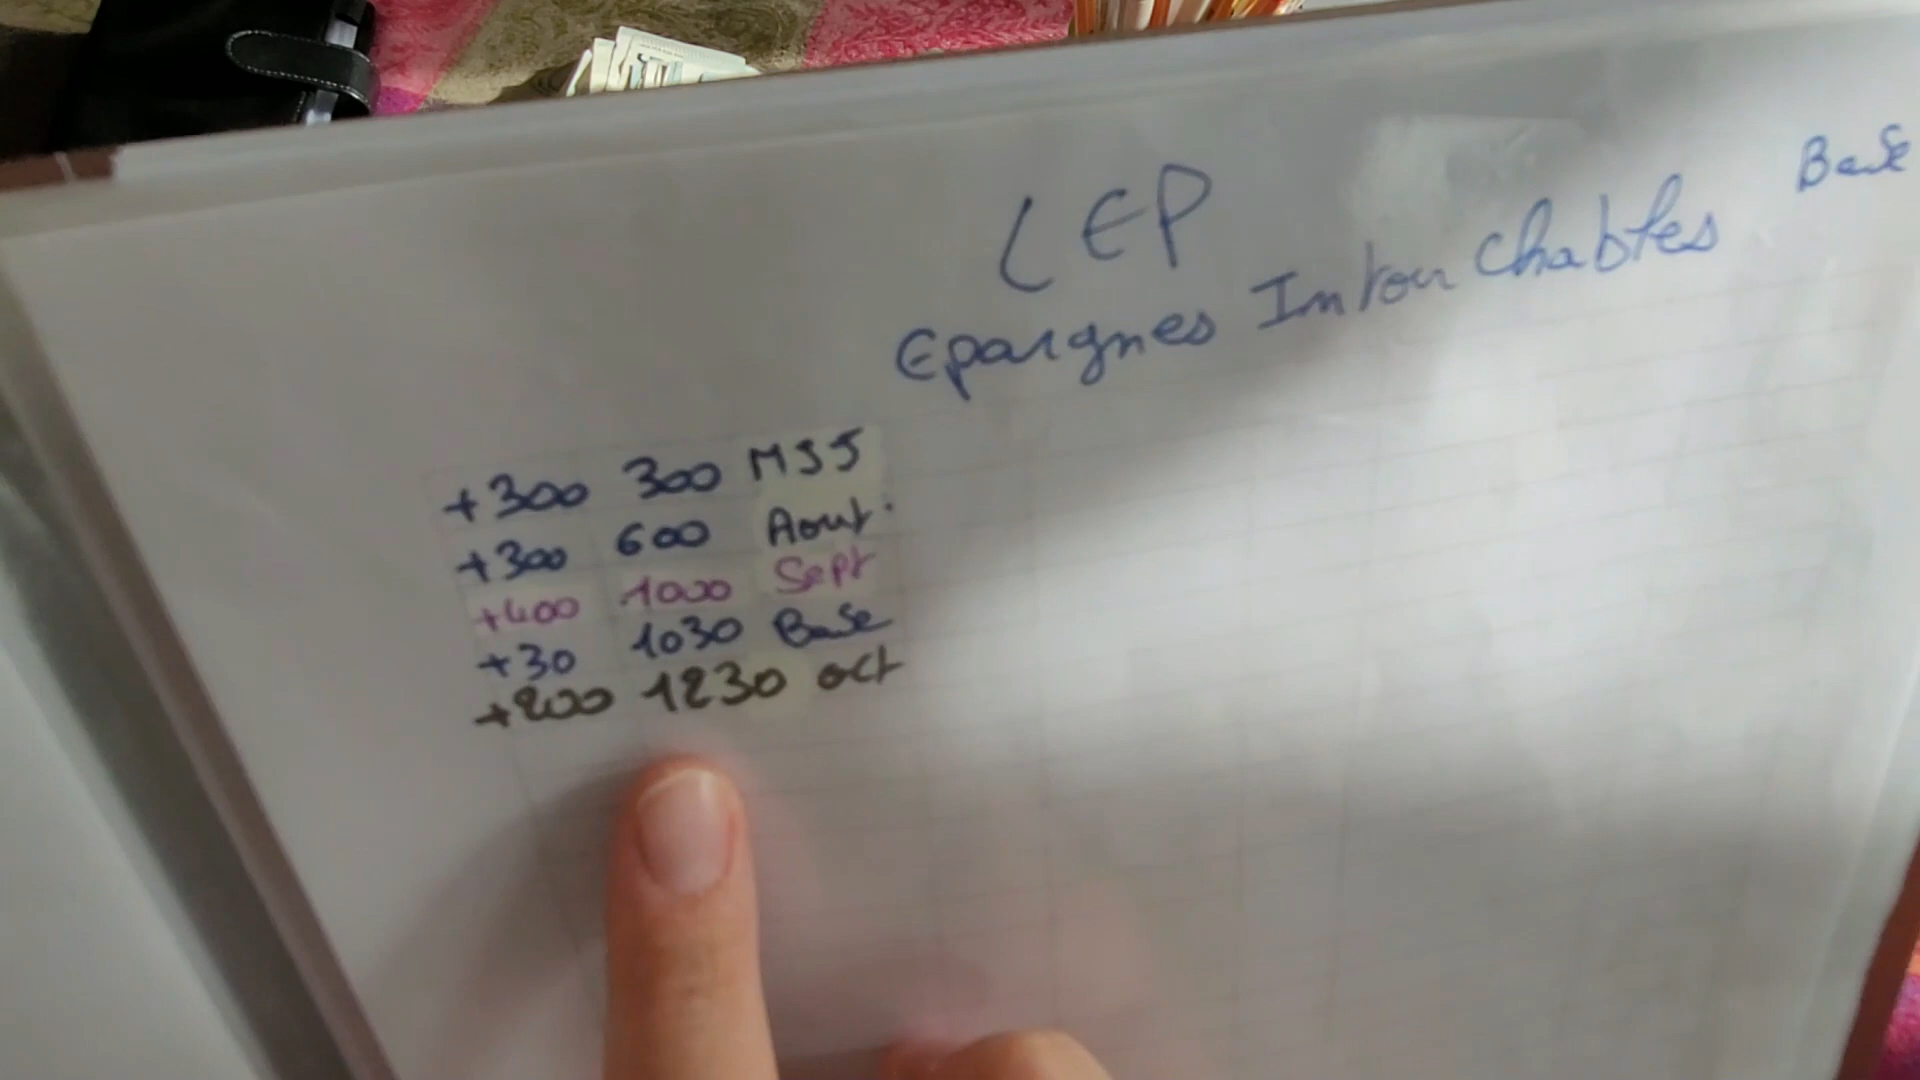 LEP
Base
Epargnes Intouchables
+300 300 MSJ
+300 600 Aout.
+400 1000 Sept
+30 1030 Base
+200 1230 oct